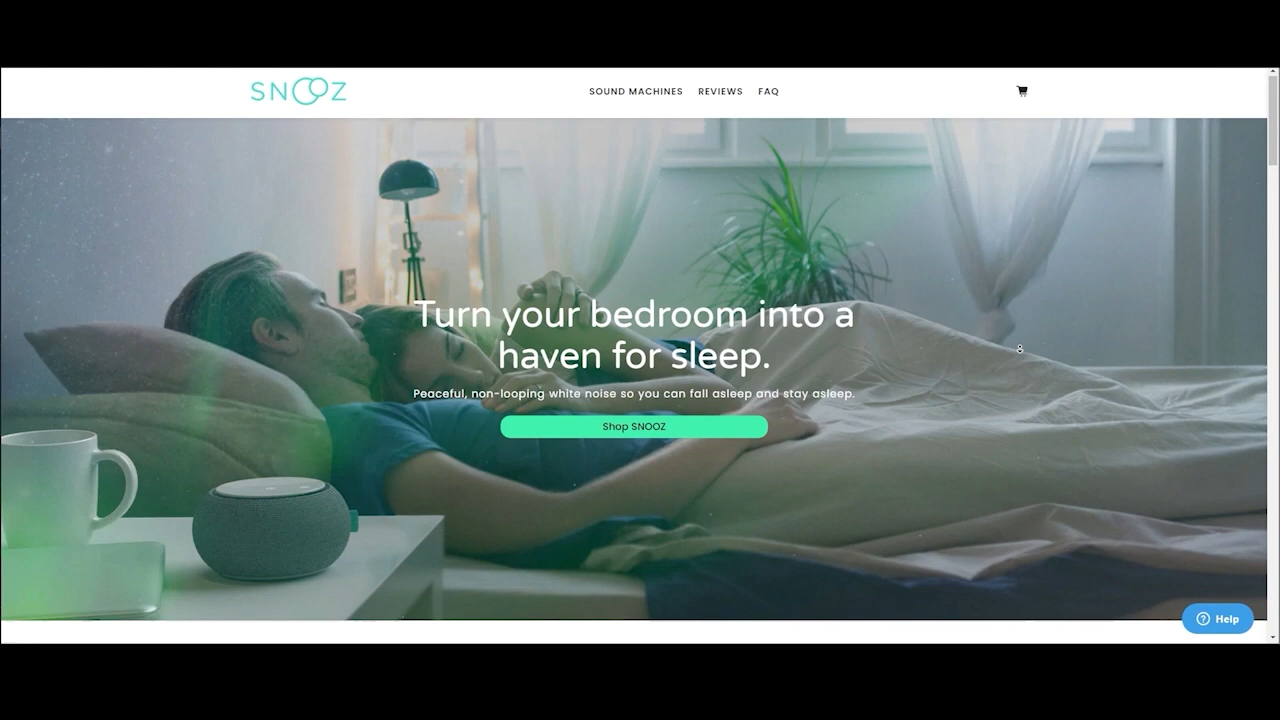 SNOOZ
SOUND MACHINES REVIEWS FAQ
Turn your bedroom into a
haven for sleep.
Peaceful, non-looping white noise so you can fall asleep and stay asleep.
Shop SNOOZ
Help